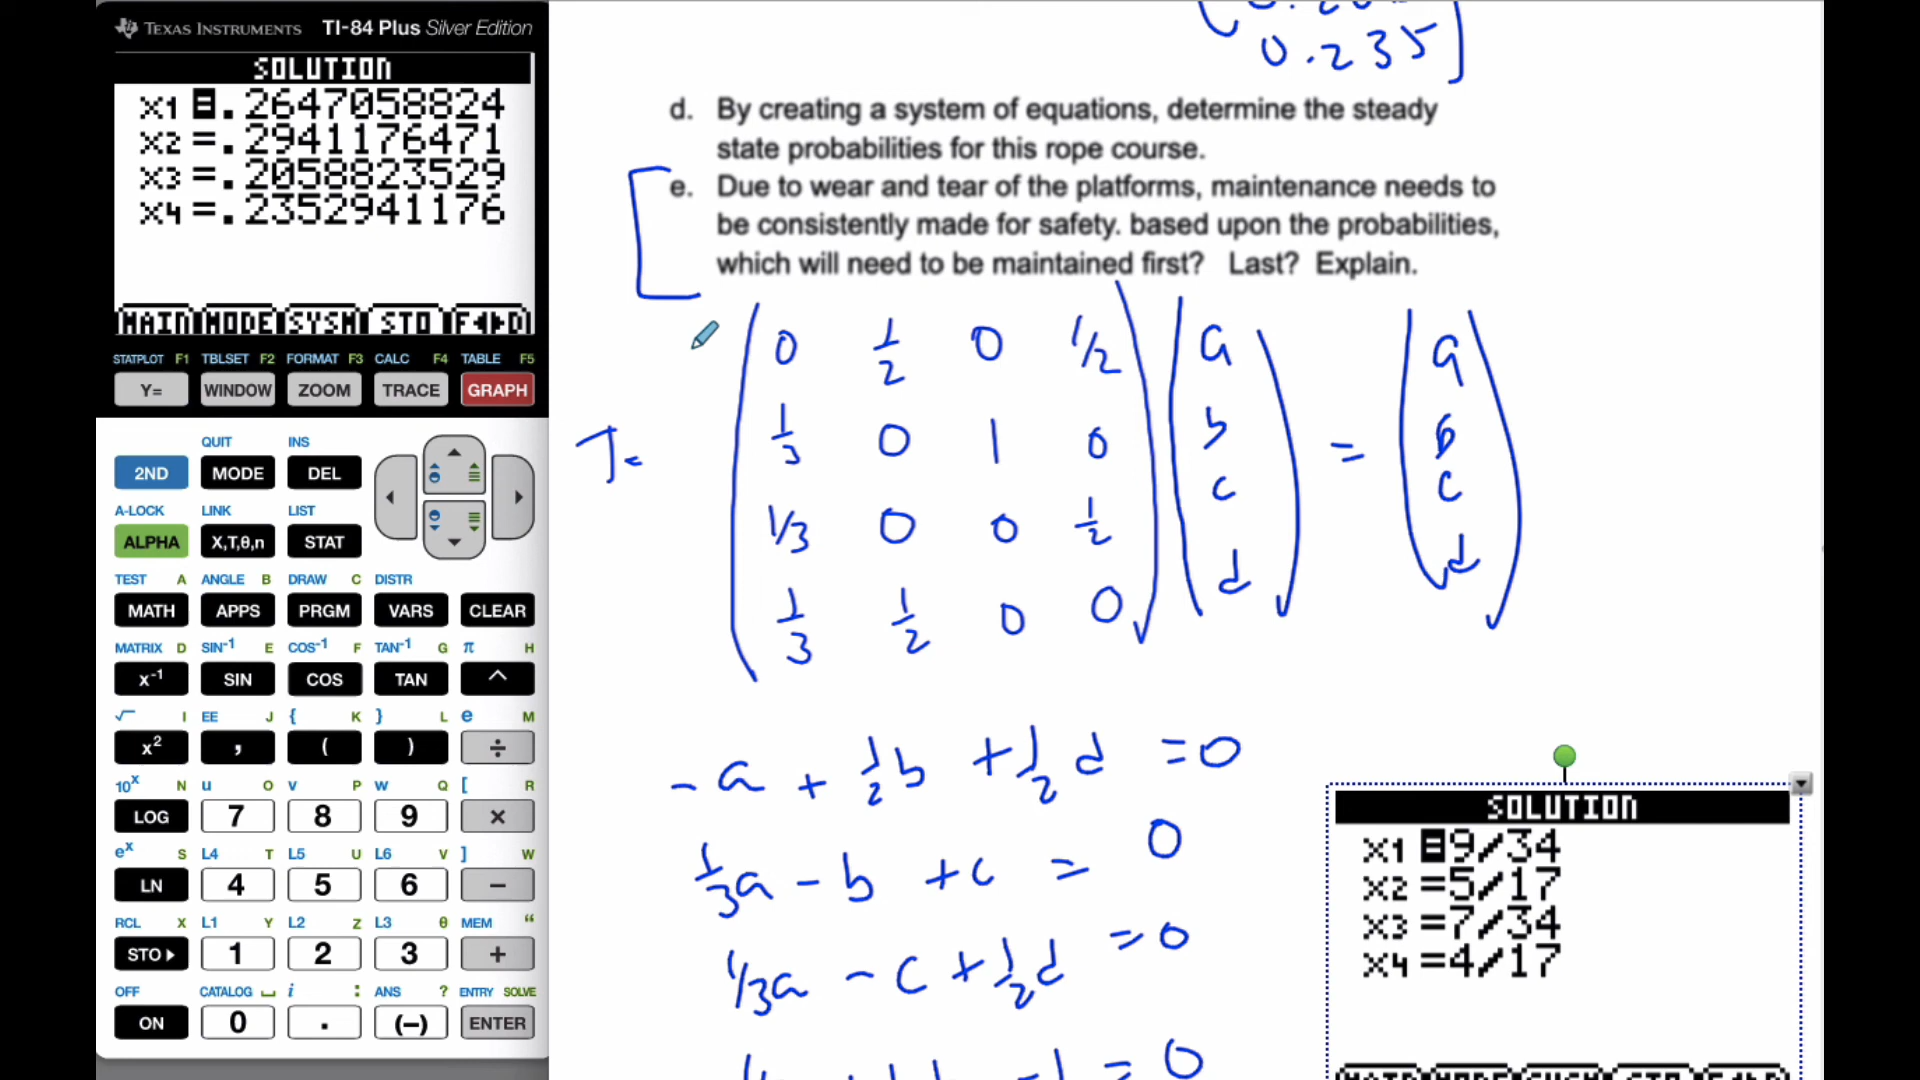 TEXAS INSTRUMENTS TI-84 Plus Silver Edition
SOLUTION
x1=.2647058824
x2=.2941176471
x3=.2058823529
x4=.2352941176
MAIN MODE SYSM STO F◄►D
STATPLOT F1 TBLSET F2 FORMAT F3 CALC F4 TABLE F5
Y= WINDOW ZOOM TRACE GRAPH
QUIT INS
2ND MODE DEL
A-LOCK LINK LIST
ALPHA X,T,θ,n STAT
TEST A ANGLE B DRAW C DISTR
MATH APPS PRGM VARS CLEAR
MATRIX D SIN⁻¹ E COS⁻¹ F TAN⁻¹ G π H
x⁻¹ SIN COS TAN ^
√ I EE J { K } L e M
x² , ( ) ÷
10ˣ N u O v P w Q [ R
LOG 7 8 9 ×
eˣ S L4 T L5 U L6 V ] W
LN 4 5 6 −
RCL X L1 Y L2 Z L3 θ MEM “
STO► 1 2 3 +
OFF CATALOG ␣ i : ANS ? ENTRY SOLVE
ON 0 . (−) ENTER
0.235
d. By creating a system of equations, determine the steady
state probabilities for this rope course.
e. Due to wear and tear of the platforms, maintenance needs to
be consistently made for safety. based upon the probabilities,
which will need to be maintained first? Last? Explain.
0 1/2 0 1/2 a a
T= 1/3 0 1 0 b = b
1/3 0 0 1/2 c c
1/3 1/2 0 0 d d
-a + 1/2b + 1/2d = 0
1/3a - b + c = 0
1/3a - c + 1/2d = 0
= 0
SOLUTION
x1=9/34
x2=5/17
x3=7/34
x4=4/17
MAIN MODE SYSM STO F◄►D